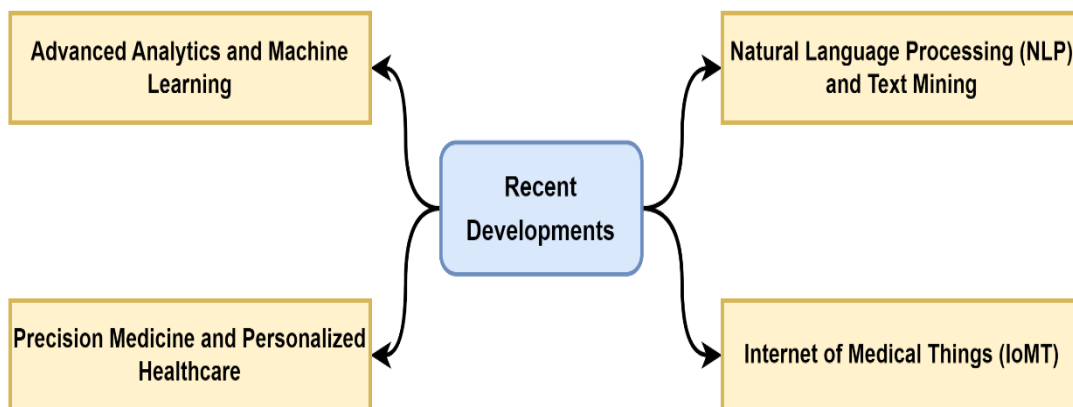 Advanced Analytics and Machine
Learning
Natural Language Processing (NLP)
and Text Mining
Recent
Developments
Precision Medicine and Personalized
Healthcare
Internet of Medical Things (IoMT)